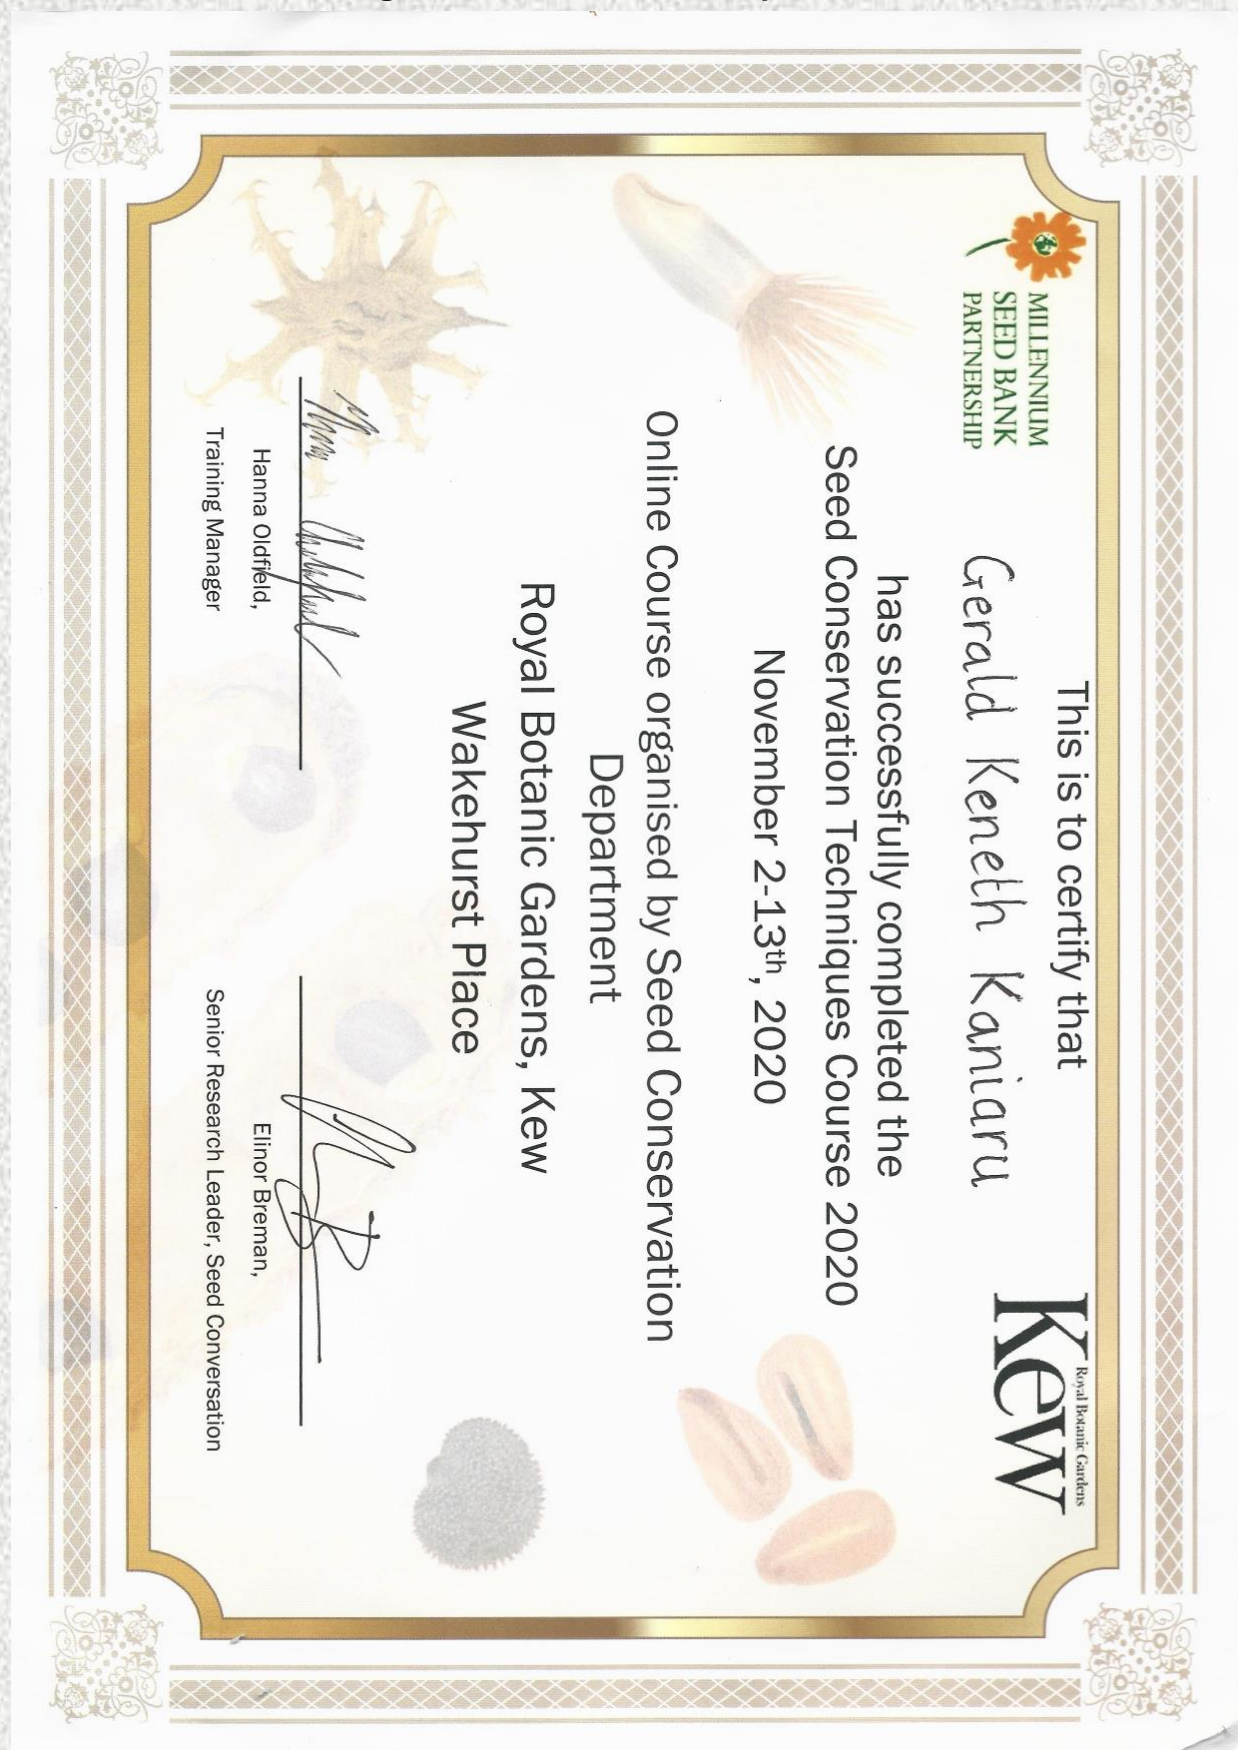 MILLENNIUM
SEED BANK
PARTNERSHIP
Royal Botanic Gardens
Kew
This is to certify that
Gerald Keneth Kaniaru
has successfully completed the
Seed Conservation Techniques Course 2020
November 2-13th, 2020
Online Course organised by Seed Conservation
Department
Royal Botanic Gardens, Kew
Wakehurst Place
Hanna Oldfield,
Training Manager
Elinor Breman,
Senior Research Leader, Seed Conversation